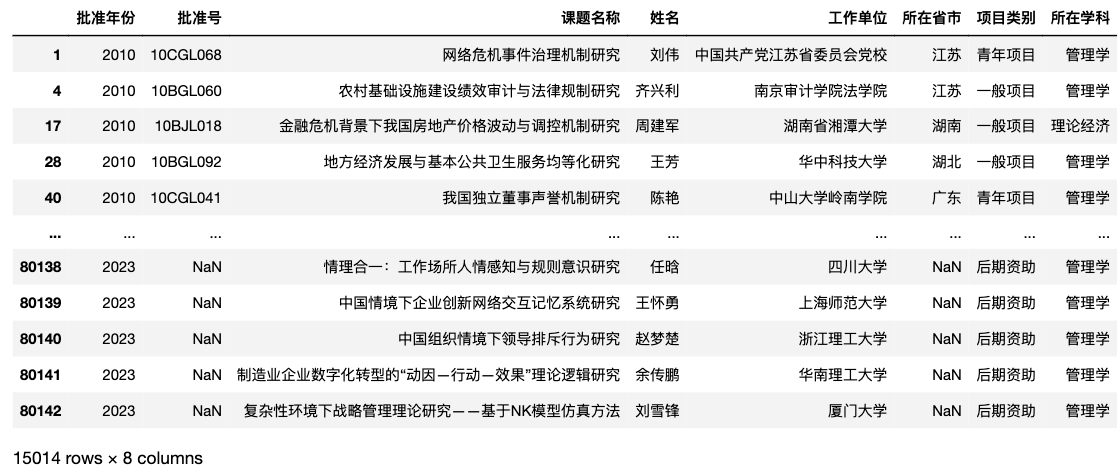 批准年份 批准号 课题名称 姓名 工作单位 所在省市 项目类别 所在学科
1 2010 10CGL068 网络危机事件治理机制研究 刘伟 中国共产党江苏省委员会党校 江苏 青年项目 管理学
4 2010 10BGL060 农村基础设施建设绩效审计与法律规制研究 齐兴利 南京审计学院法学院 江苏 一般项目 管理学
17 2010 10BJL018 金融危机背景下我国房地产价格波动与调控机制研究 周建军 湖南省湘潭大学 湖南 一般项目 理论经济
28 2010 10BGL092 地方经济发展与基本公共卫生服务均等化研究 王芳 华中科技大学 湖北 一般项目 管理学
40 2010 10CGL041 我国独立董事声誉机制研究 陈艳 中山大学岭南学院 广东 青年项目 管理学
... ... ... ... ... ... ... ... ...
80138 2023 NaN 情理合一：工作场所人情感知与规则意识研究 任晗 四川大学 NaN 后期资助 管理学
80139 2023 NaN 中国情境下企业创新网络交互记忆系统研究 王怀勇 上海师范大学 NaN 后期资助 管理学
80140 2023 NaN 中国组织情境下领导排斥行为研究 赵梦楚 浙江理工大学 NaN 后期资助 管理学
80141 2023 NaN 制造业企业数字化转型的“动因—行动—效果”理论逻辑研究 余传鹏 华南理工大学 NaN 后期资助 管理学
80142 2023 NaN 复杂性环境下战略管理理论研究——基于NK模型仿真方法 刘雪锋 厦门大学 NaN 后期资助 管理学
15014 rows × 8 columns